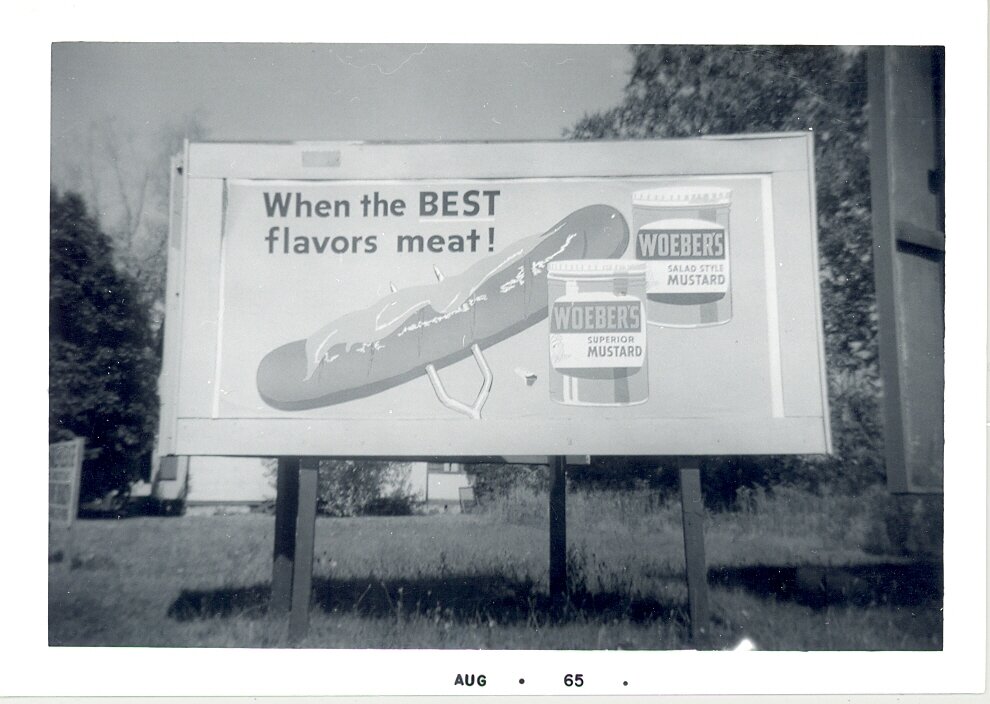 When the BEST
flavors meat!
WOEBER'S
SALAD STYLE
MUSTARD
WOEBER'S
SUPERIOR
MUSTARD
AUG • 65 •